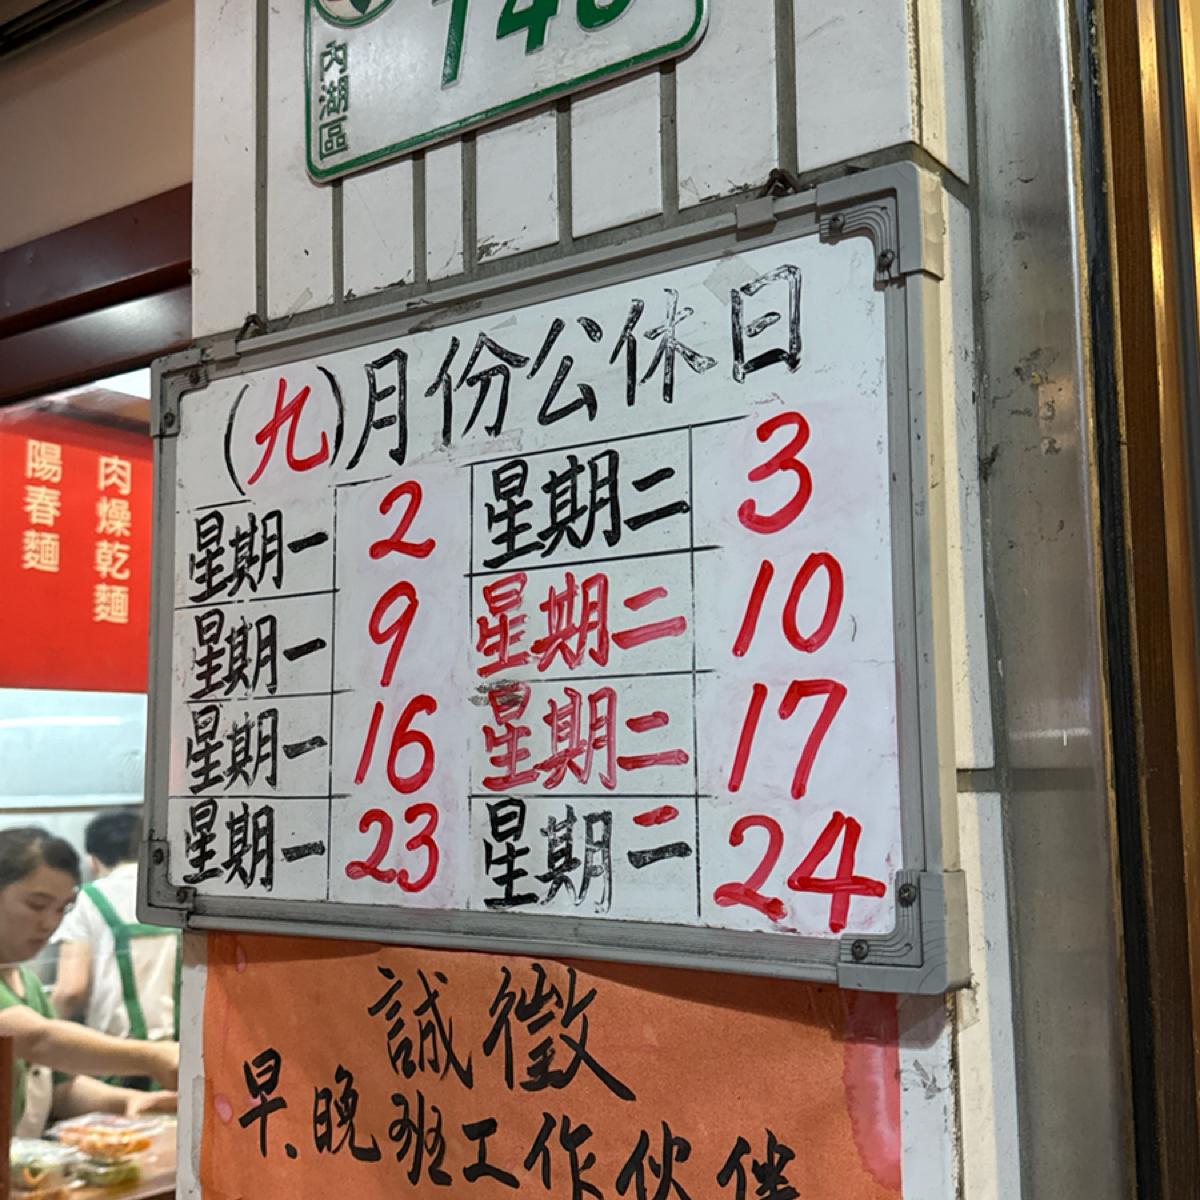 內湖區
(九)月份公休日
星期一 2 星期二 3
星期一 9 星期二 10
星期一 16 星期二 17
星期一 23 星期二 24
肉燥乾麵
陽春麵
誠徵
早、晚班工作伙伴